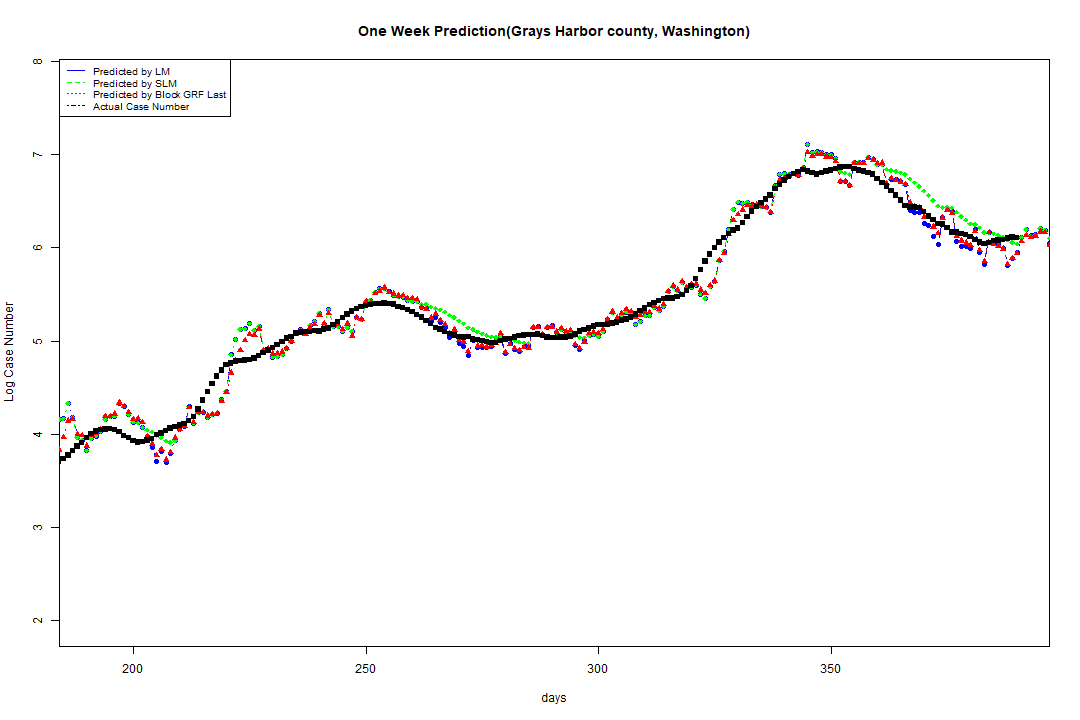 One Week Prediction(Grays Harbor county, Washington)
Predicted by LM
Predicted by SLM
Predicted by Block GRF Last
Actual Case Number
8
7
6
5
4
3
2
Log Case Number
200 250 300 350
days